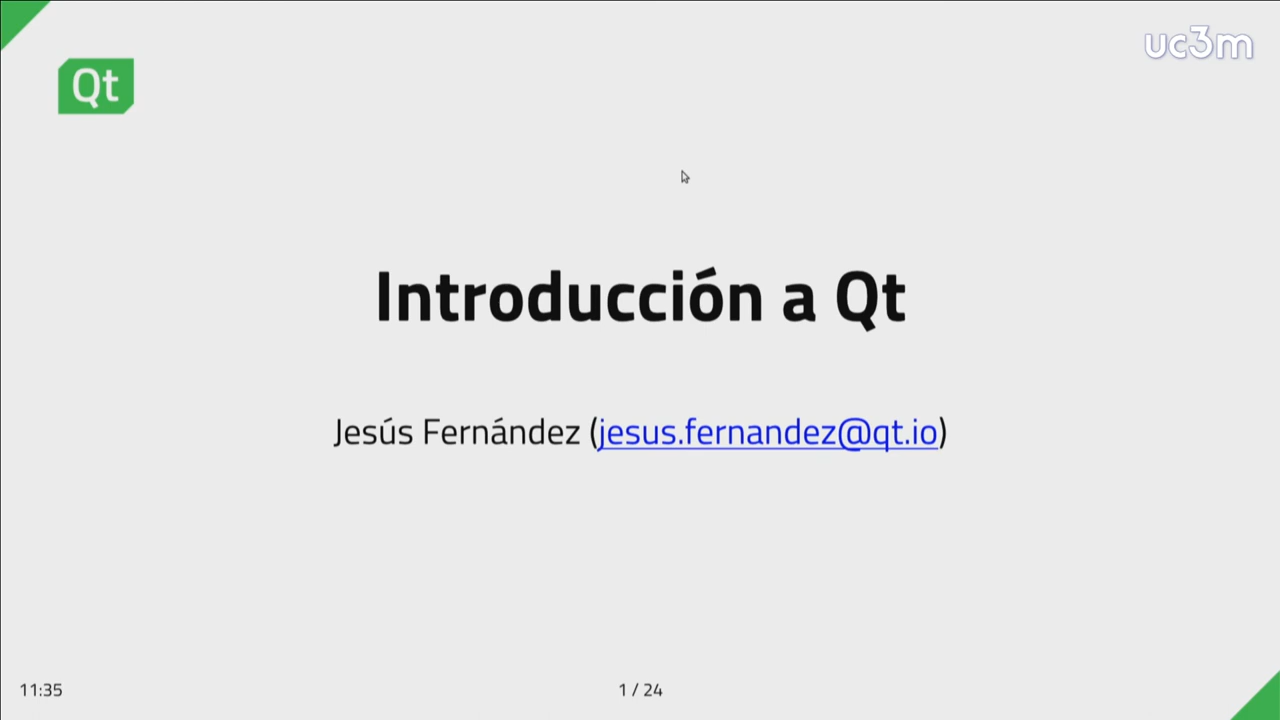 Qt
uc3m
Introducción a Qt
Jesús Fernández (jesus.fernandez@qt.io)
11:35
1 / 24